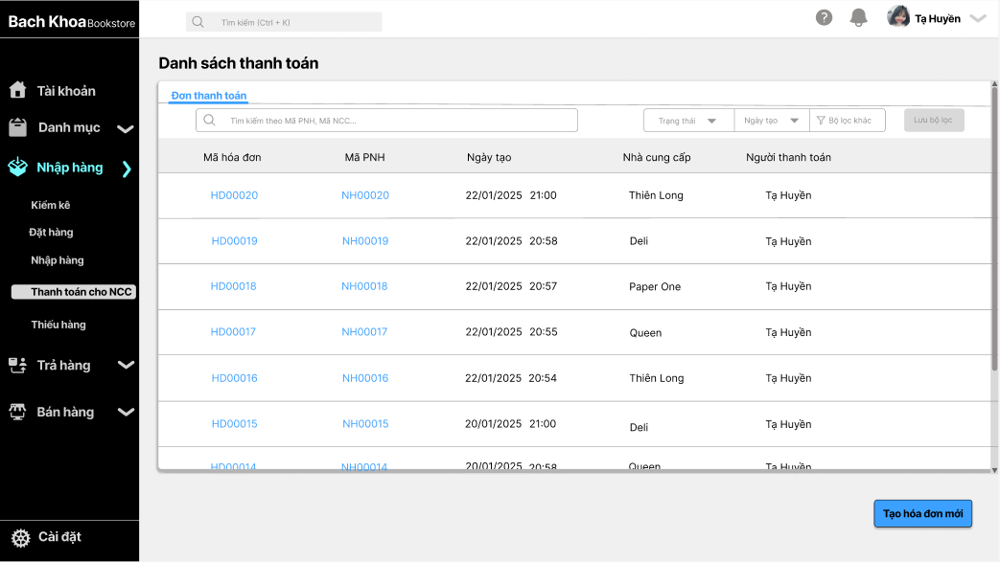 Bach Khoa Bookstore
Tìm kiếm (Ctrl + K)
?
Tạ Huyền
Tài khoản
Danh mục
Nhập hàng
Kiểm kê
Đặt hàng
Nhập hàng
Thanh toán cho NCC
Thiếu hàng
Trả hàng
Bán hàng
Cài đặt
Danh sách thanh toán
Đơn thanh toán
Tìm kiếm theo Mã PNH, Mã NCC...
Trạng thái
Ngày tạo
Bộ lọc khác
Lưu bộ lọc
Mã hóa đơn Mã PNH Ngày tạo Nhà cung cấp Người thanh toán
HD00020 NH00020 22/01/2025 21:00 Thiên Long Tạ Huyền
HD00019 NH00019 22/01/2025 20:58 Deli Tạ Huyền
HD00018 NH00018 22/01/2025 20:57 Paper One Tạ Huyền
HD00017 NH00017 22/01/2025 20:55 Queen Tạ Huyền
HD00016 NH00016 22/01/2025 20:54 Thiên Long Tạ Huyền
HD00015 NH00015 20/01/2025 21:00 Deli Tạ Huyền
HD00014 NH00014 20/01/2025 20:58 Queen Tạ Huyền
Tạo hóa đơn mới